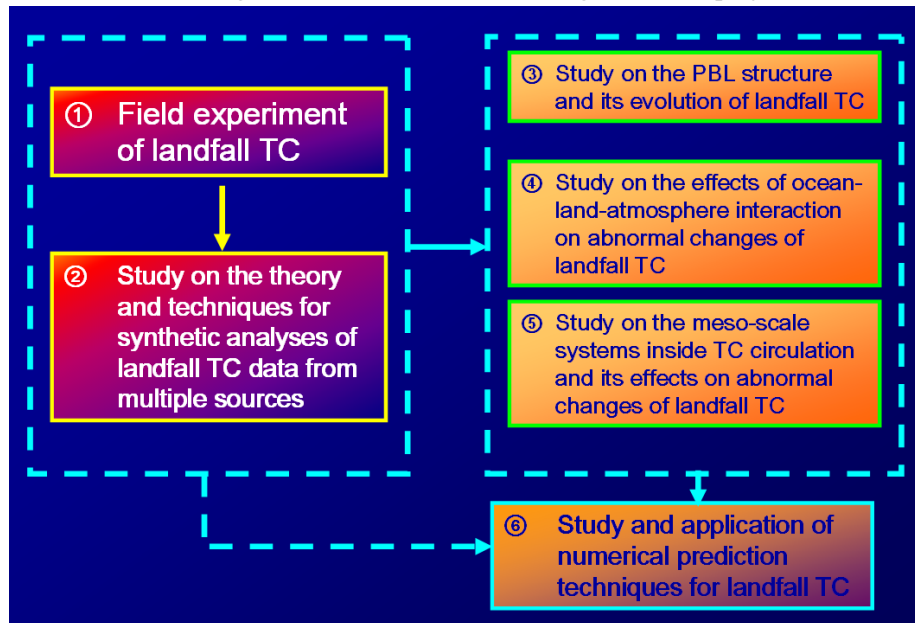 ① Field experiment
of landfall TC
② Study on the theory
and techniques for
synthetic analyses of
landfall TC data from
multiple sources
③ Study on the PBL structure
and its evolution of landfall TC
④ Study on the effects of ocean-
land-atmosphere interaction
on abnormal changes of
landfall TC
⑤ Study on the meso-scale
systems inside TC circulation
and its effects on abnormal
changes of landfall TC
⑥ Study and application of
numerical prediction
techniques for landfall TC